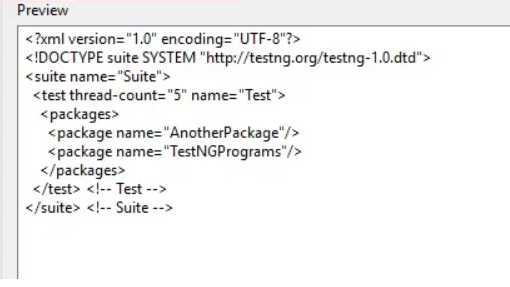 Preview
<?xml version="1.0" encoding="UTF-8"?>
<!DOCTYPE suite SYSTEM "http://testng.org/testng-1.0.dtd">
<suite name="Suite">
<test thread-count="5" name="Test">
<packages>
<package name="AnotherPackage"/>
<package name="TestNGPrograms"/>
</packages>
</test> <!-- Test -->
</suite> <!-- Suite -->